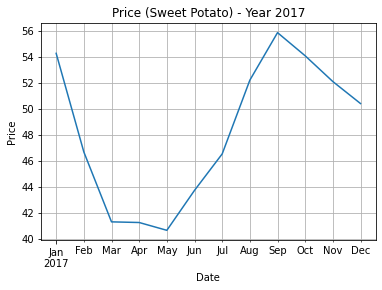 Price (Sweet Potato) - Year 2017
Price
56
54
52
50
48
46
44
42
40
Jan Feb Mar Apr May Jun Jul Aug Sep Oct Nov Dec
2017
Date